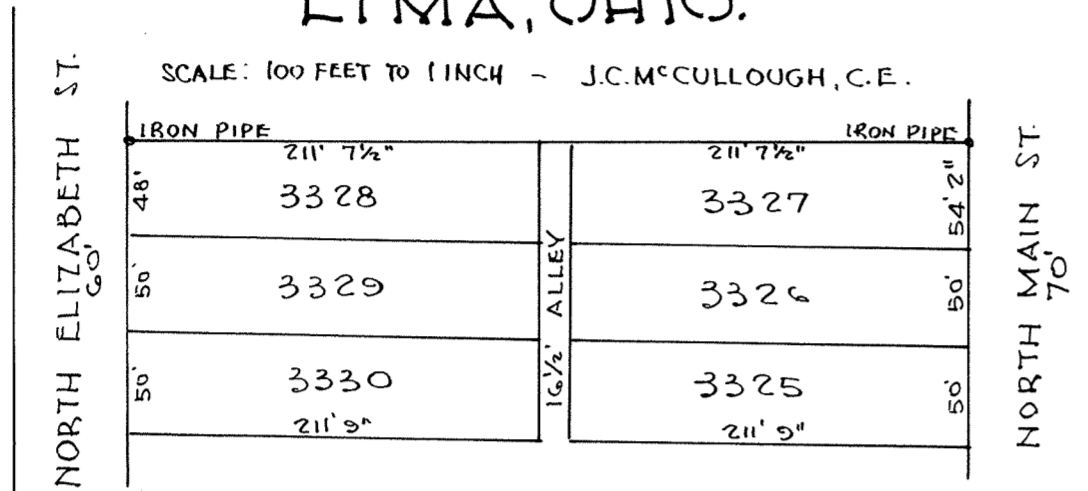 LIMA, OHIO.
SCALE: 100 FEET TO 1 INCH - J.C. McCULLOUGH, C.E.
NORTH ELIZABETH ST.
60'
IRON PIPE
211' 7½"
48'
3328
50'
3329
50'
3330
211' 9"
16½' ALLEY
IRON PIPE
211' 7½"
3327
54' 2"
3326
50'
3325
50'
211' 9"
NORTH MAIN ST.
70'